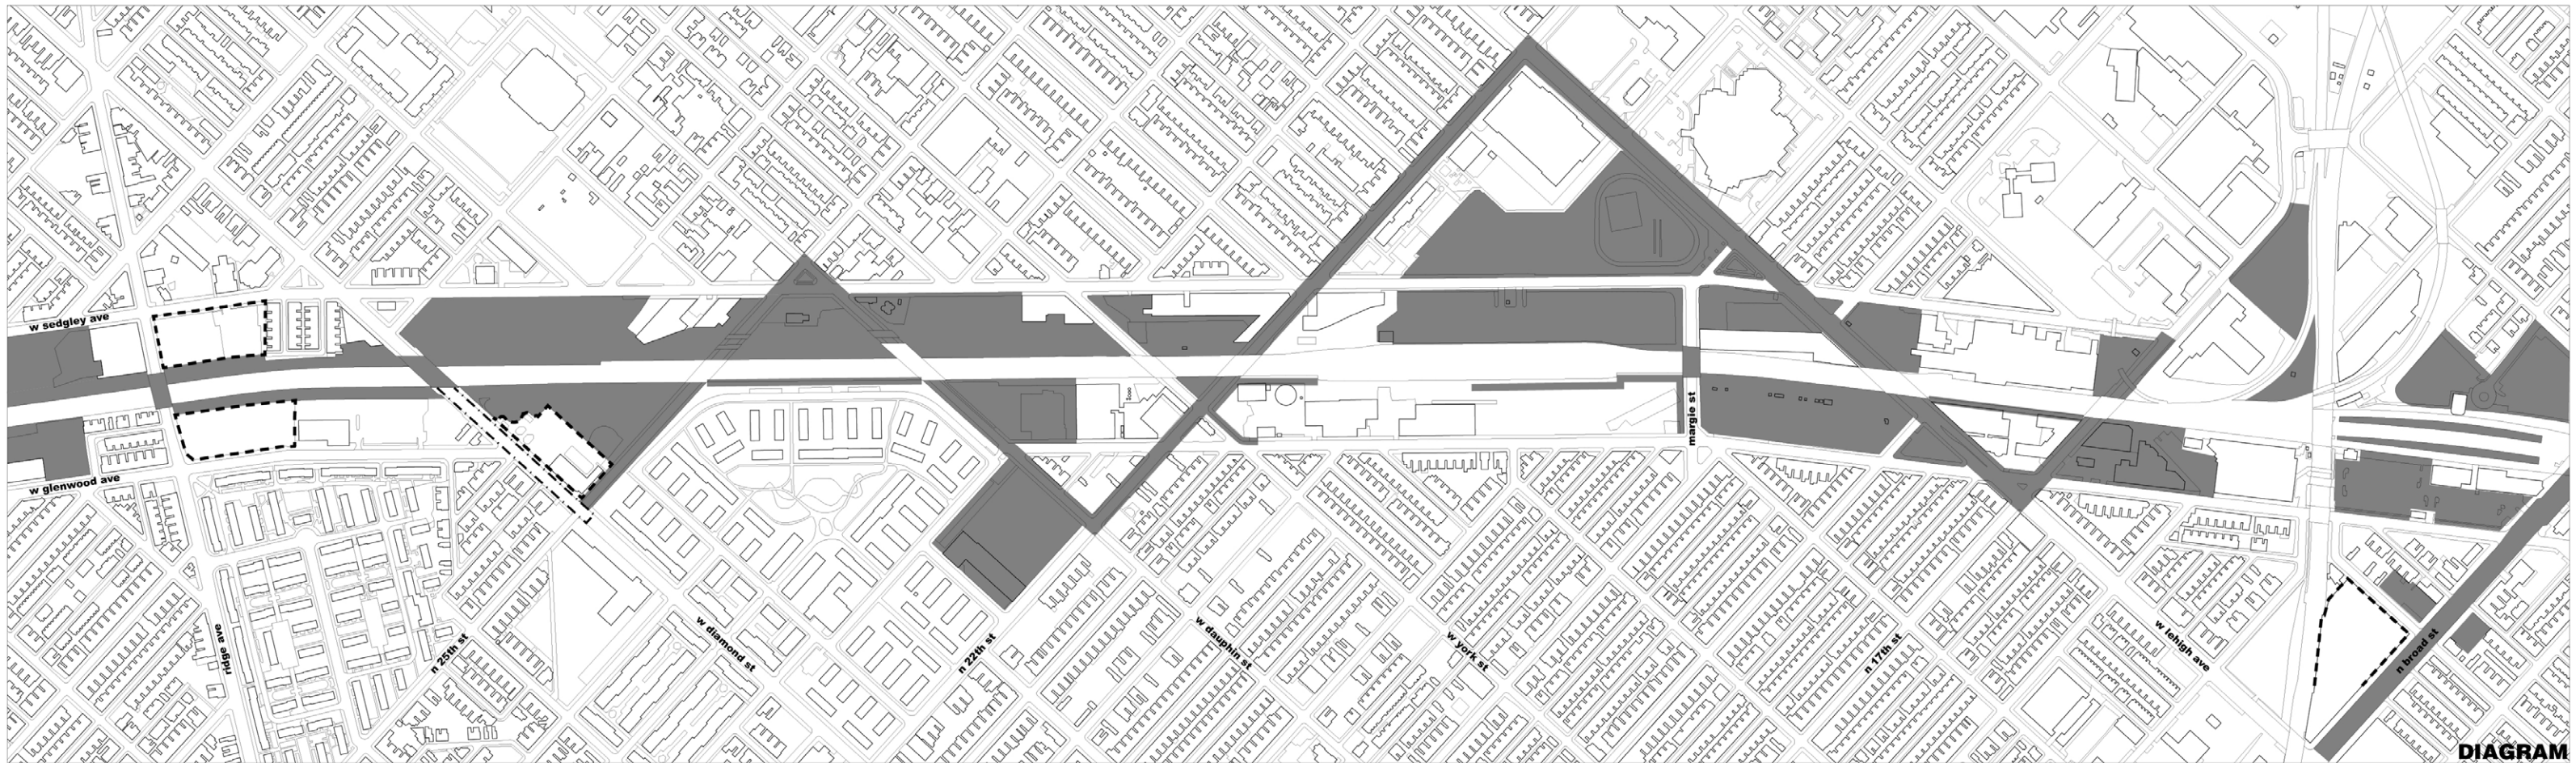 w sedgley ave
margie st
w glenwood ave
ridge ave
n 25th st
w diamond st
n 22th st
w dauphin st
w york st
n 17th st
w lehigh ave
n broad st
DIAGRAM